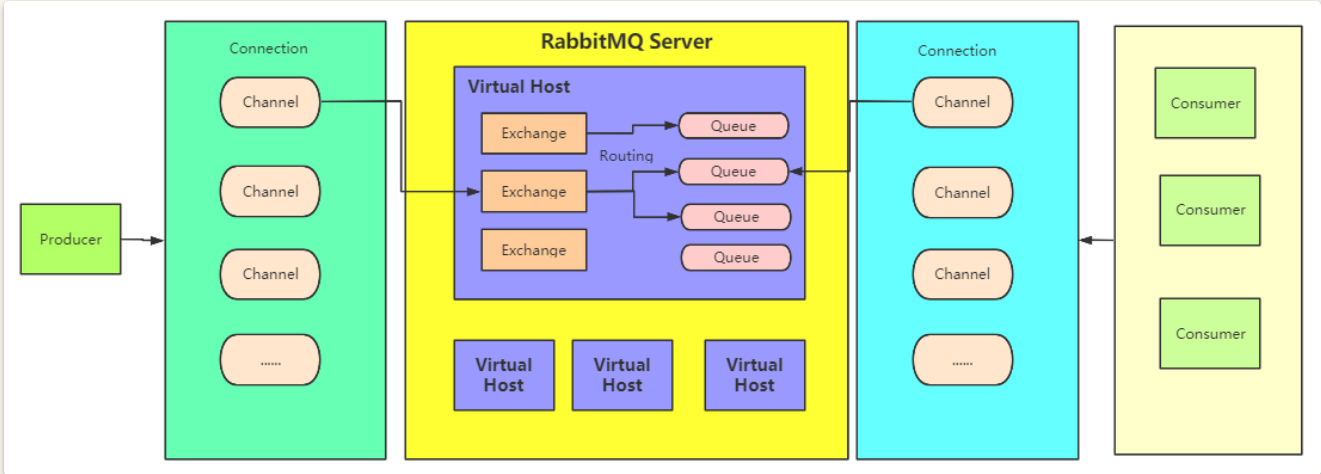 Producer
Connection
Channel
Channel
Channel
......
RabbitMQ Server
Virtual Host
Exchange
Exchange
Exchange
Routing
Queue
Queue
Queue
Queue
Virtual
Host
Virtual
Host
Virtual
Host
Connection
Channel
Channel
Channel
......
Consumer
Consumer
Consumer